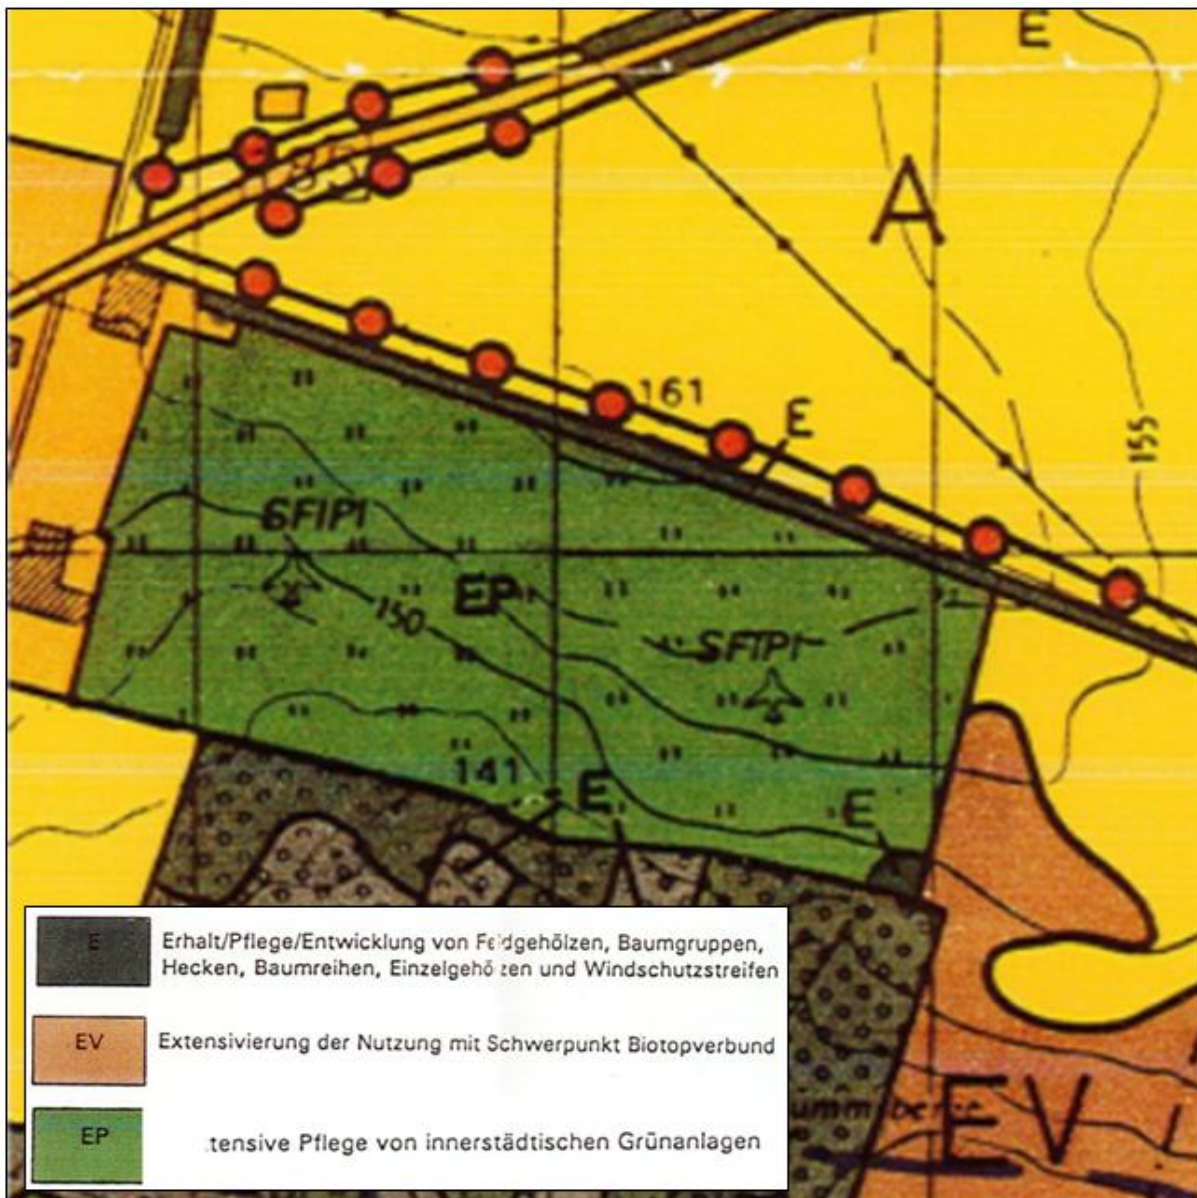 E
A
161
E
155
SFlPl
EP
150
SFlPl
141
E
E
E Erhalt/Pflege/Entwicklung von Feldgehölzen, Baumgruppen,
Hecken, Baumreihen, Einzelgehölzen und Windschutzstreifen
EV Extensivierung der Nutzung mit Schwerpunkt Biotopverbund
EP tensive Pflege von innerstädtischen Grünanlagen
EV